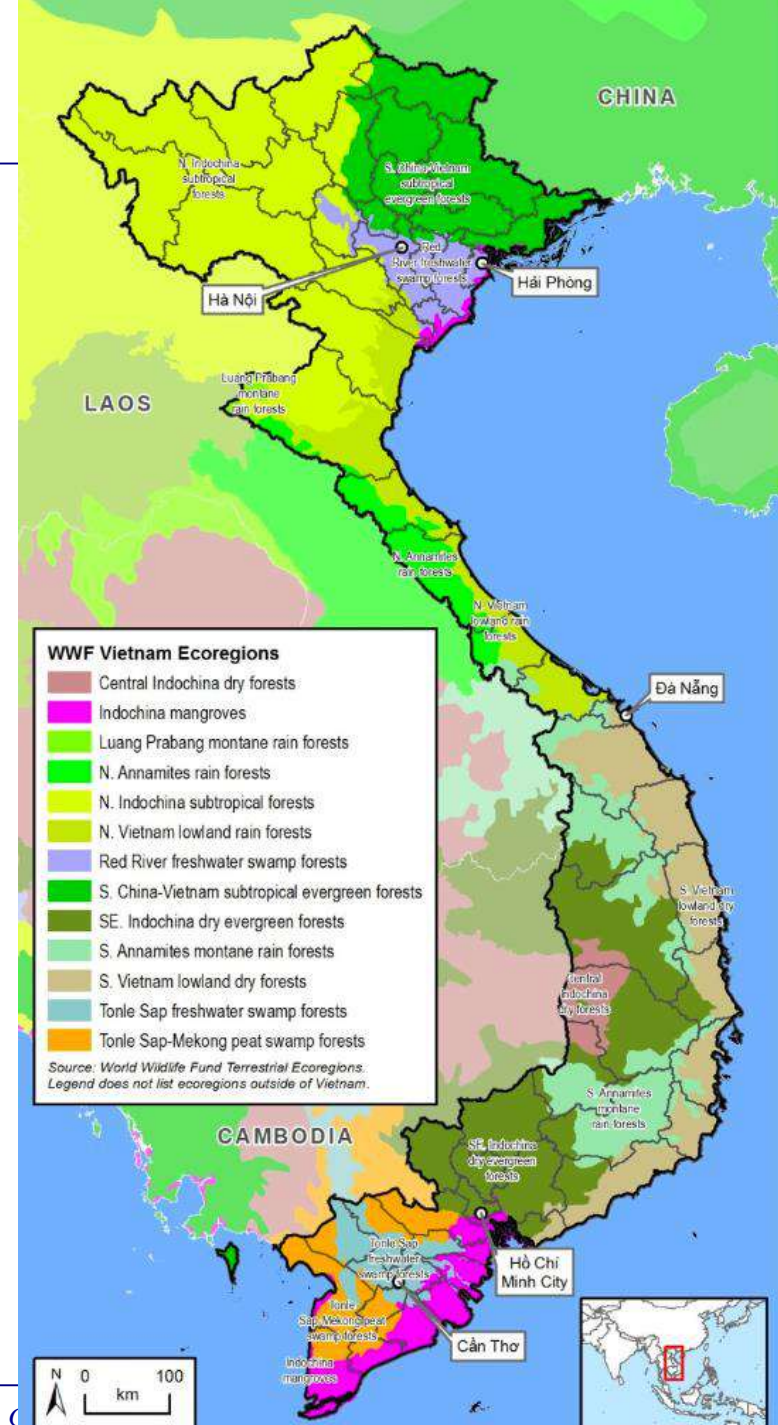 CHINA
N. Indochina
subtropical
forests
S. China-Vietnam
subtropical
evergreen forests
Red
River freshwater
swamp forests
Hà Nội
Hải Phòng
Luang Prabang
montane
rain forests
LAOS
N. Annamites
rain forests
N. Vietnam
lowland rain
forests
Đà Nẵng
WWF Vietnam Ecoregions
Central Indochina dry forests
Indochina mangroves
Luang Prabang montane rain forests
N. Annamites rain forests
N. Indochina subtropical forests
N. Vietnam lowland rain forests
Red River freshwater swamp forests
S. China-Vietnam subtropical evergreen forests
SE. Indochina dry evergreen forests
S. Annamites montane rain forests
S. Vietnam lowland dry forests
Tonle Sap freshwater swamp forests
Tonle Sap-Mekong peat swamp forests
Source: World Wildlife Fund Terrestrial Ecoregions.
Legend does not list ecoregions outside of Vietnam.
S. Vietnam
lowland dry
forests
Central
Indochina
dry forests
S. Annamites
montane
rain forests
CAMBODIA
SE. Indochina
dry evergreen
forests
Tonle Sap
freshwater
swamp forests
Hồ Chí
Minh City
Tonle
Sap-Mekong peat
swamp forests
Cần Thơ
Indochina
mangroves
N 0 100
km